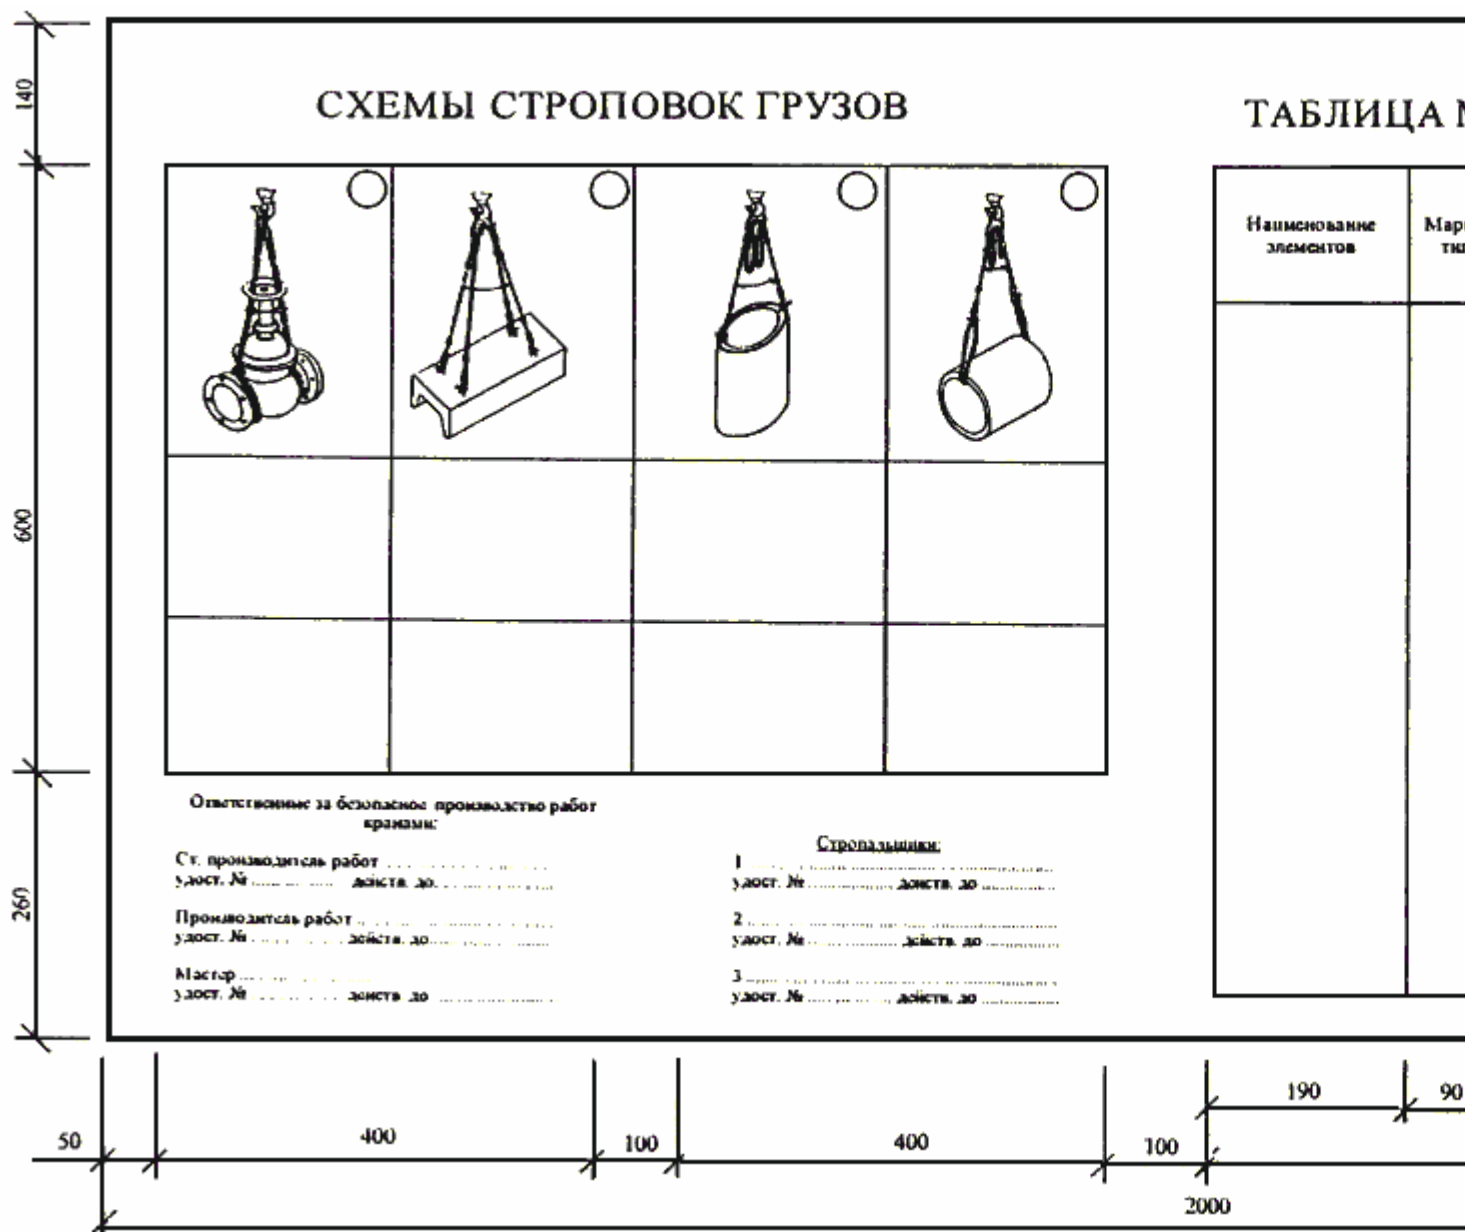 140
СХЕМЫ СТРОПОВОК ГРУЗОВ
ТАБЛИЦА М
Наименование
элементов
Мар
ти
600
Ответственные за безопасное производство работ
кранами:
Ст. производитель работ
удост. № действ. до
Производитель работ
удост. № действ. до
Мастер
удост. № действ. до
Стропальщики:
1
удост. № действ. до
2
удост. № действ. до
3
удост. № действ. до
260
190
90
50
400
100
400
100
2000